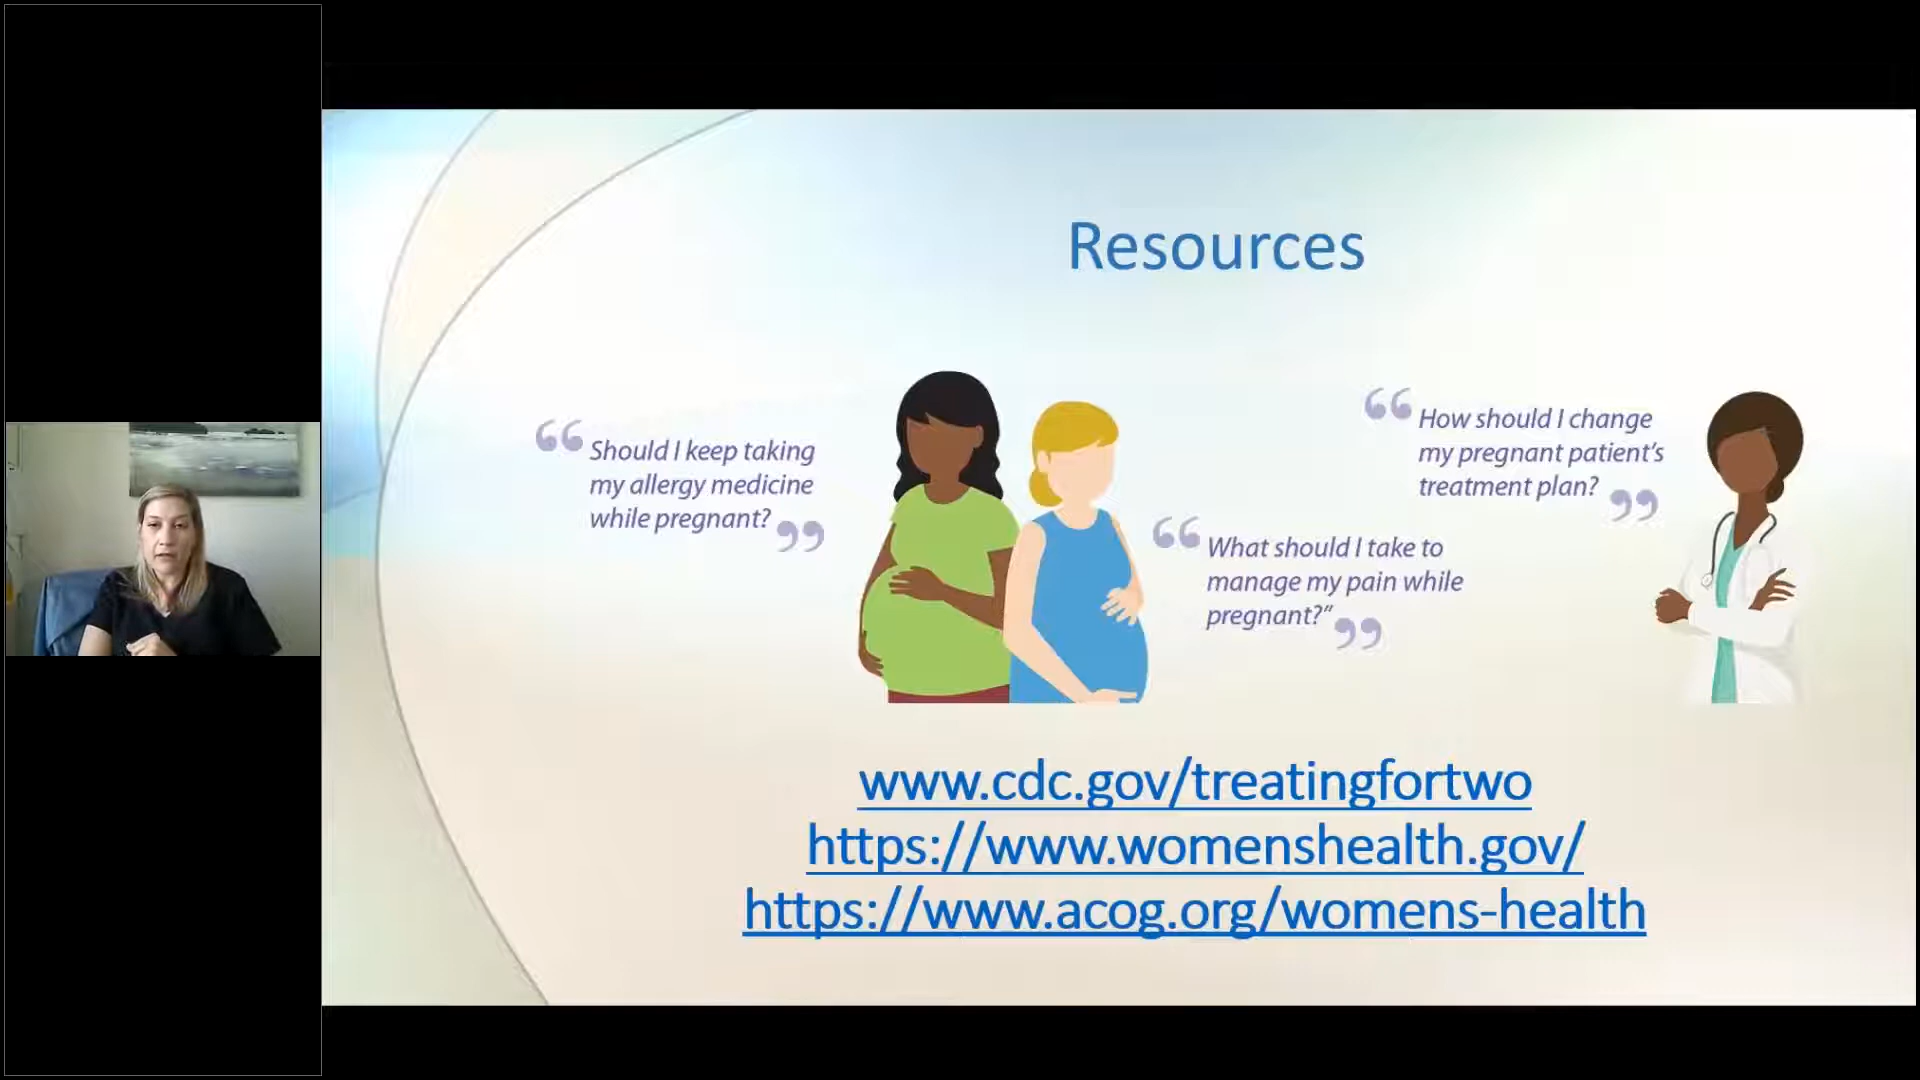 Resources
“ Should I keep taking
my allergy medicine
while pregnant? ”
“ What should I take to
manage my pain while
pregnant?” ”
“ How should I change
my pregnant patient’s
treatment plan? ”
www.cdc.gov/treatingfortwo
https://www.womenshealth.gov/
https://www.acog.org/womens-health